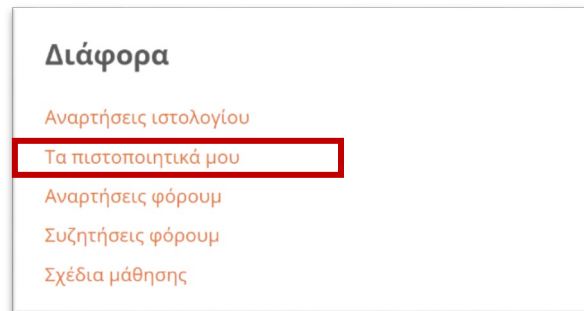 Διάφορα
Αναρτήσεις ιστολογίου
Τα πιστοποιητικά μου
Αναρτήσεις φόρουμ
Συζητήσεις φόρουμ
Σχέδια μάθησης